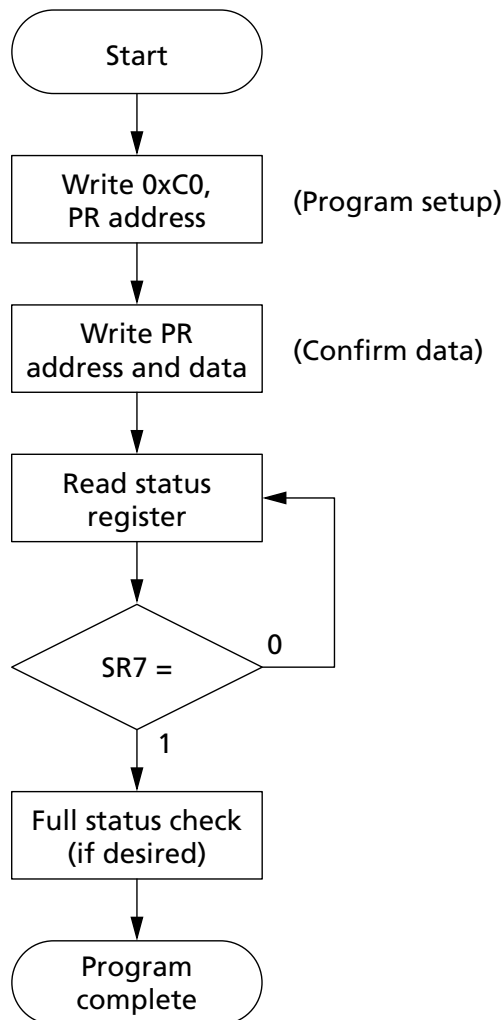 Start
Write 0xC0,
PR address
(Program setup)
Write PR
address and data
(Confirm data)
Read status
register
SR7 =
0
1
Full status check
(if desired)
Program
complete